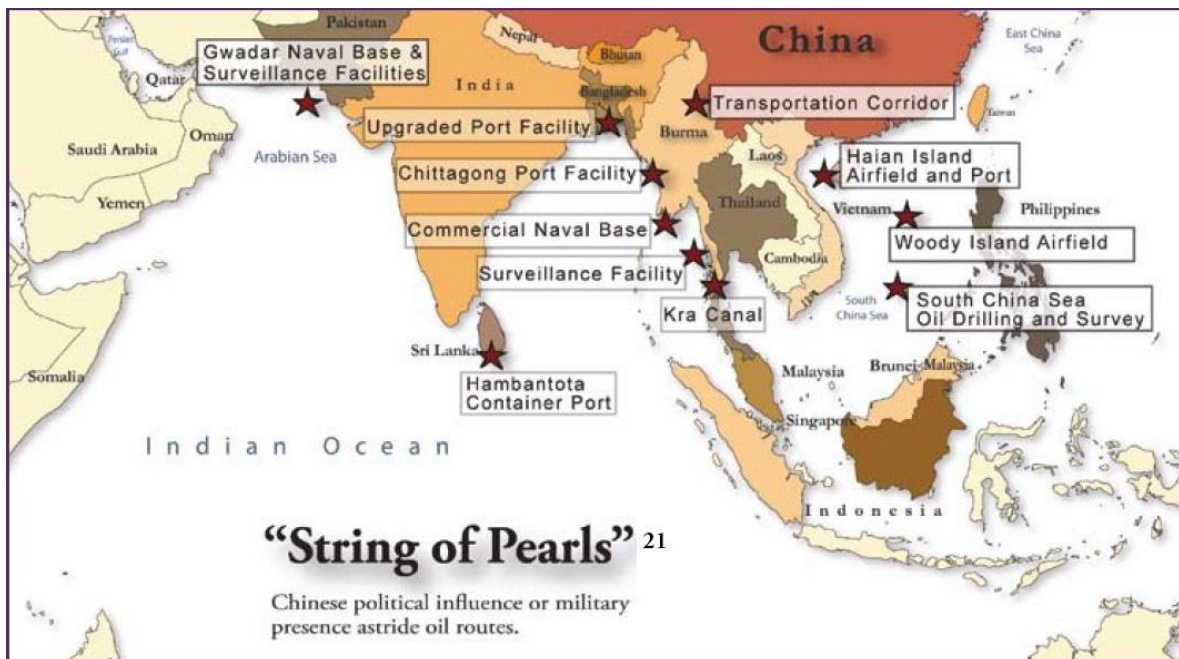 Pakistan
Nepal
China
East China
Sea
Persian
Gulf
Gwadar Naval Base &
Surveillance Facilities
Bhutan
Qatar
India
Bangladesh
Transportation Corridor
Oman
Upgraded Port Facility
Burma
Taiwan
Saudi Arabia
Arabian Sea
Laos
Haian Island
Airfield and Port
Chittagong Port Facility
Yemen
Thailand
Vietnam
Philippines
Commercial Naval Base
Woody Island Airfield
Cambodia
Surveillance Facility
South
China Sea
South China Sea
Oil Drilling and Survey
Kra Canal
Sri Lanka
Brunei
Malaysia
Malaysia
Somalia
Hambantota
Container Port
Singapore
Indian Ocean
Indonesia
“String of Pearls” 21
Chinese political influence or military
presence astride oil routes.